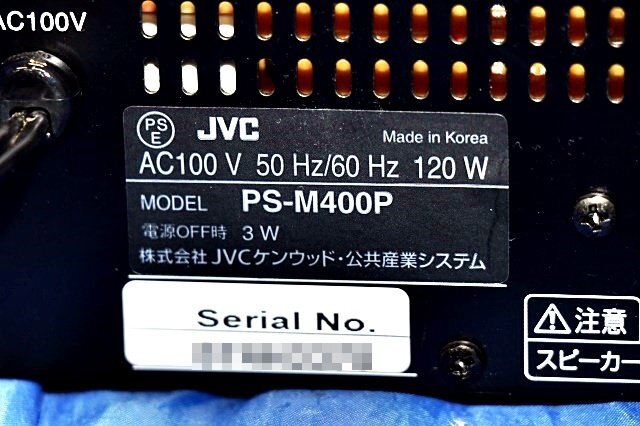 AC100V
PS
E
JVC
Made in Korea
AC100 V 50 Hz/60 Hz 120 W
MODEL PS-M400P
電源OFF時 3 W
株式会社JVCケンウッド・公共産業システム
Serial No.
注意
スピーカー